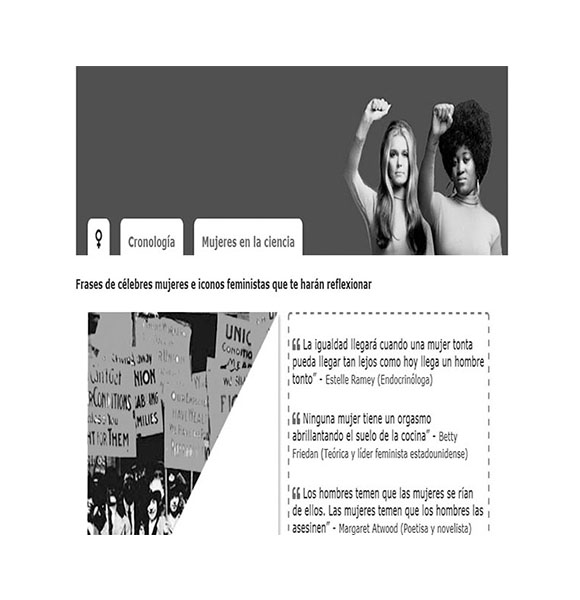 Cronología
Mujeres en la ciencia
Frases de célebres mujeres e iconos feministas que te harán reflexionar
UNIC
CONDITIO
NION
CONDITIONS
MILIES
NT FOR THEM
“ La igualdad llegará cuando una mujer tonta
pueda llegar tan lejos como hoy llega un hombre
tonto” - Estelle Ramey (Endocrinóloga)
“ Ninguna mujer tiene un orgasmo
abrillantando el suelo de la cocina” - Betty
Friedan (Teórica y líder feminista estadounidense)
“ Los hombres temen que las mujeres se rían
de ellos. Las mujeres temen que los hombres las
asesinen” - Margaret Atwood (Poetisa y novelista)